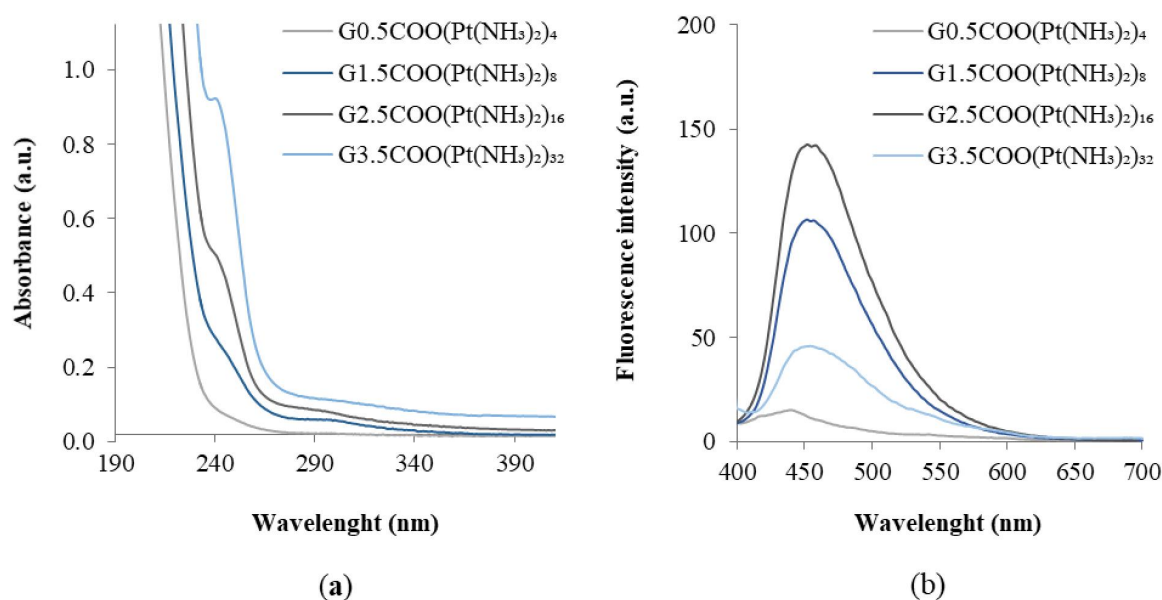 G0.5COO(Pt(NH₃)₂)₄
G1.5COO(Pt(NH₃)₂)₈
G2.5COO(Pt(NH₃)₂)₁₆
G3.5COO(Pt(NH₃)₂)₃₂
Absorbance (a.u.)
1.0
0.8
0.6
0.4
0.2
0.0
190 240 290 340 390
Wavelenght (nm)
(a)
G0.5COO(Pt(NH₃)₂)₄
G1.5COO(Pt(NH₃)₂)₈
G2.5COO(Pt(NH₃)₂)₁₆
G3.5COO(Pt(NH₃)₂)₃₂
Fluorescence intensity (a.u.)
200
150
100
50
0
400 450 500 550 600 650 700
Wavelenght (nm)
(b)